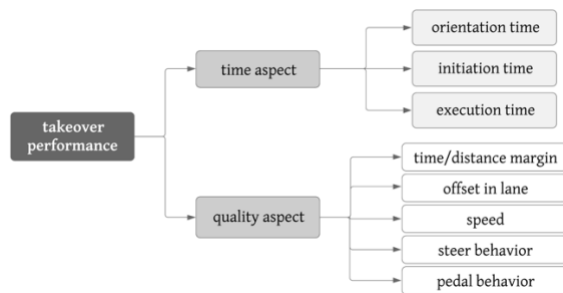 takeover
performance
time aspect
orientation time
initiation time
execution time
quality aspect
time/distance margin
offset in lane
speed
steer behavior
pedal behavior